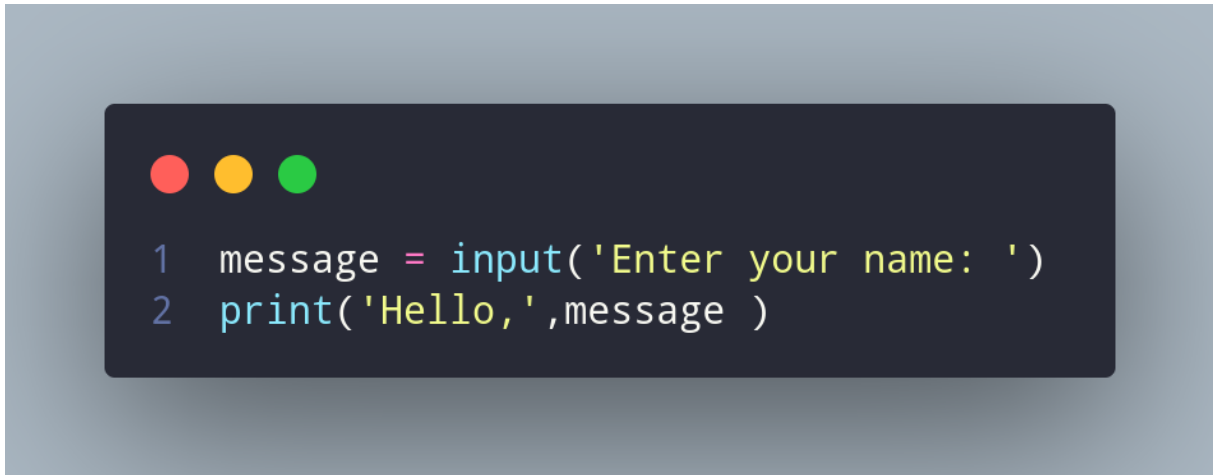 1 message = input('Enter your name: ')
2 print('Hello,',message )